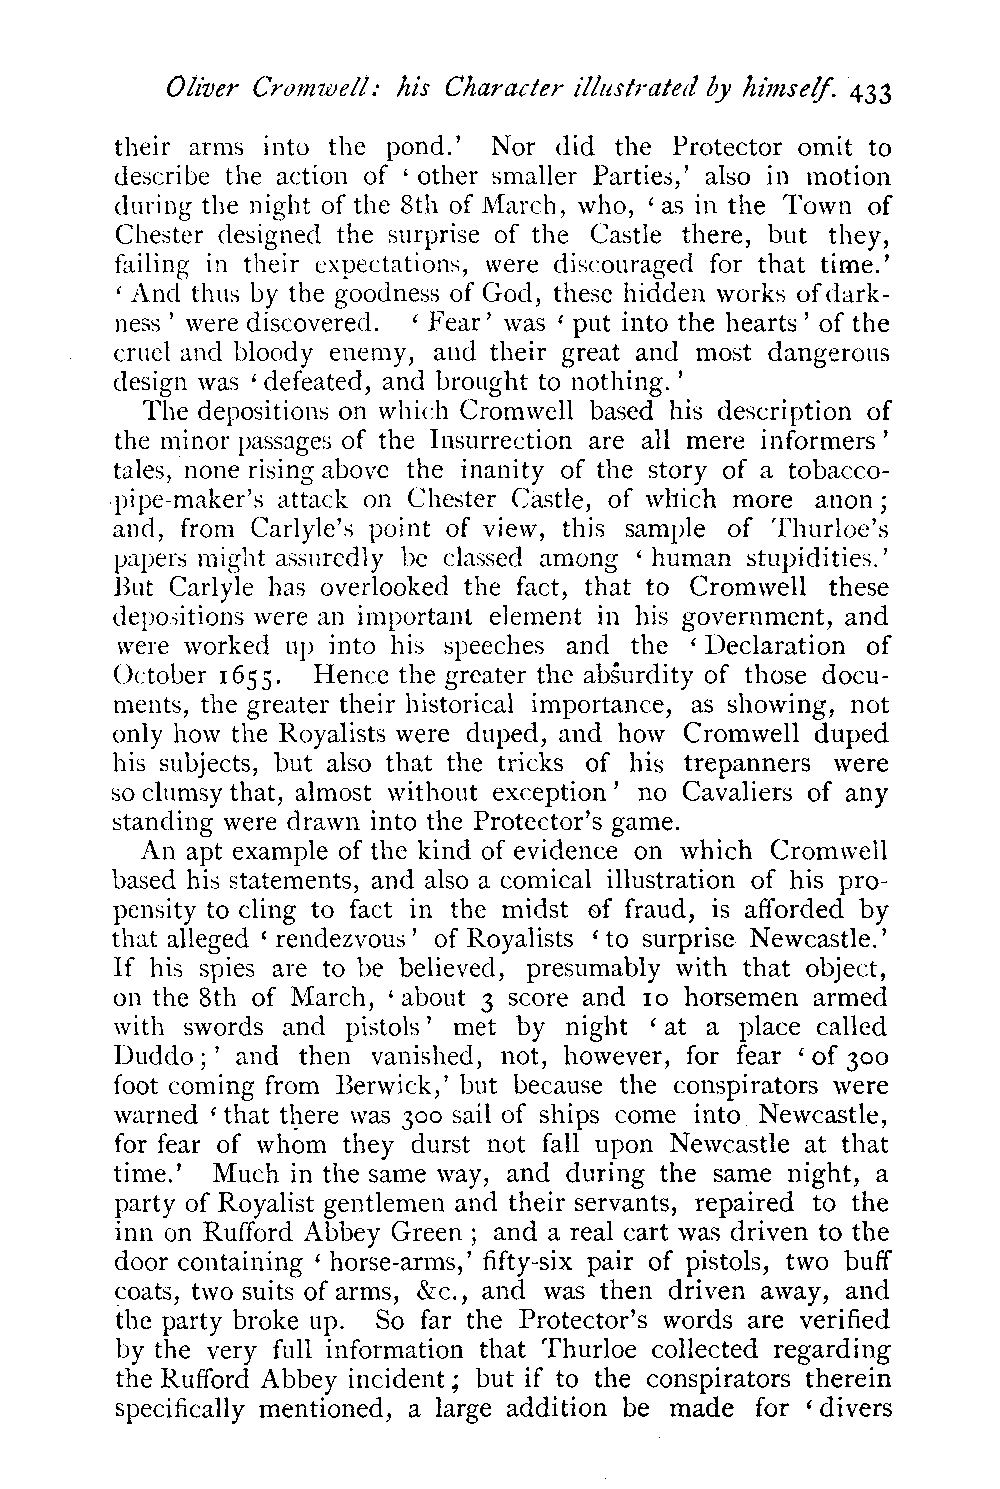 Oliver Cromwell: his Character illustrated by himself. 433
their arms into the pond.' Nor did the Protector omit to
describe the action of ‘ other smaller Parties,' also in motion
during the night of the 8th of March, who, ‘ as in the Town of
Chester designed the surprise of the Castle there, but they,
failing in their expectations, were discouraged for that time.'
‘ And thus by the goodness of God, these hidden works of dark-
ness ' were discovered. ‘ Fear' was ‘ put into the hearts' of the
cruel and bloody enemy, and their great and most dangerous
design was ‘ defeated, and brought to nothing. '
The depositions on which Cromwell based his description of
the minor passages of the Insurrection are all mere informers'
tales, none rising above the inanity of the story of a tobacco-
pipe-maker's attack on Chester Castle, of which more anon ;
and, from Carlyle's point of view, this sample of Thurloe's
papers might assuredly be classed among ‘ human stupidities.'
But Carlyle has overlooked the fact, that to Cromwell these
depositions were an important element in his government, and
were worked up into his speeches and the ‘ Declaration of
October 1655. Hence the greater the absurdity of those docu-
ments, the greater their historical importance, as showing, not
only how the Royalists were duped, and how Cromwell duped
his subjects, but also that the tricks of his trepanners were
so clumsy that, almost without exception' no Cavaliers of any
standing were drawn into the Protector's game.
An apt example of the kind of evidence on which Cromwell
based his statements, and also a comical illustration of his pro-
pensity to cling to fact in the midst of fraud, is afforded by
that alleged ‘ rendezvous' of Royalists ‘ to surprise Newcastle.'
If his spies are to be believed, presumably with that object,
on the 8th of March, ‘ about 3 score and 10 horsemen armed
with swords and pistols' met by night ‘ at a place called
Duddo ; ' and then vanished, not, however, for fear ‘ of 300
foot coming from Berwick,' but because the conspirators were
warned ‘ that there was 300 sail of ships come into Newcastle,
for fear of whom they durst not fall upon Newcastle at that
time.' Much in the same way, and during the same night, a
party of Royalist gentlemen and their servants, repaired to the
inn on Rufford Abbey Green ; and a real cart was driven to the
door containing ‘ horse-arms,' fifty-six pair of pistols, two buff
coats, two suits of arms, &c., and was then driven away, and
the party broke up. So far the Protector's words are verified
by the very full information that Thurloe collected regarding
the Rufford Abbey incident ; but if to the conspirators therein
specifically mentioned, a large addition be made for ‘ divers